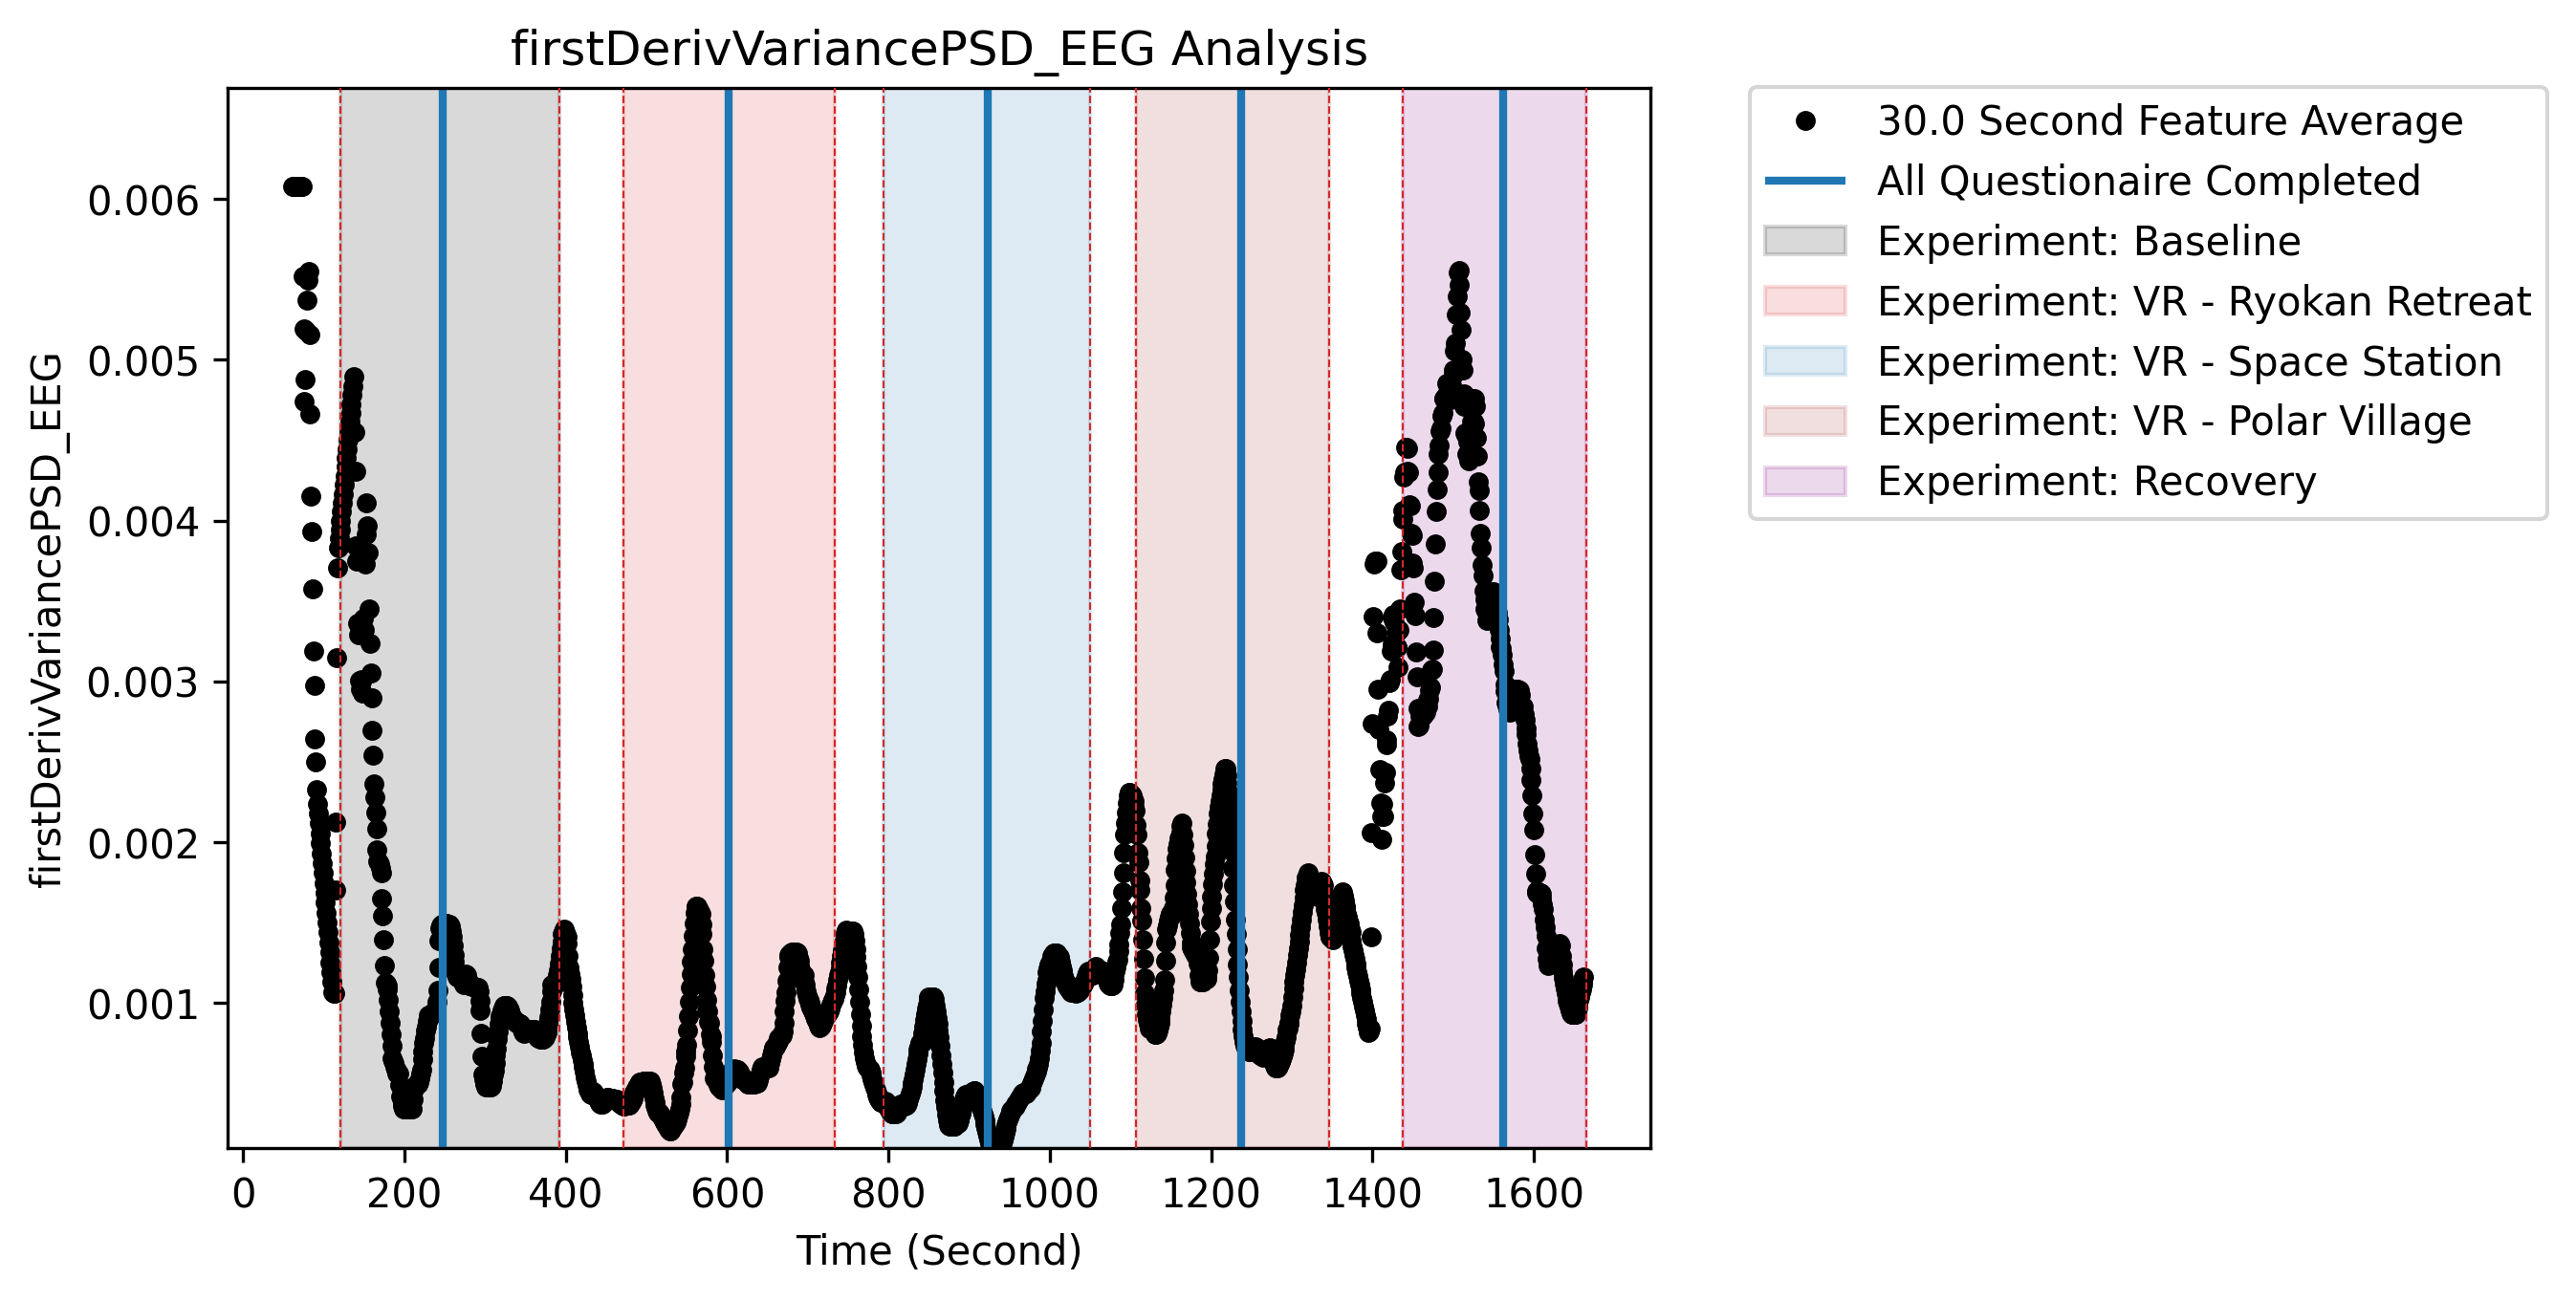 firstDerivVariancePSD_EEG Analysis
firstDerivVariancePSD_EEG
0.006
0.005
0.004
0.003
0.002
0.001
0 200 400 600 800 1000 1200 1400 1600
Time (Second)
30.0 Second Feature Average
All Questionaire Completed
Experiment: Baseline
Experiment: VR - Ryokan Retreat
Experiment: VR - Space Station
Experiment: VR - Polar Village
Experiment: Recovery